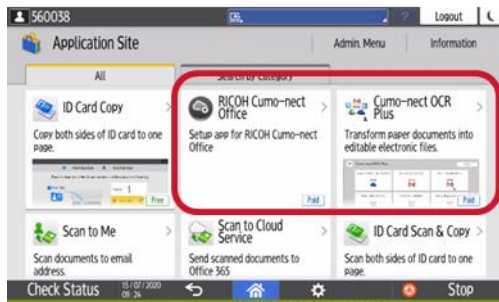 560038
Logout
Application Site
Admin. Menu
Information
All
Search by Category
ID Card Copy
Copy both sides of ID card to one
page.
Free
RICOH Cumo-nect
Office
Setup app for RICOH Cumo-nect
Office
Paid
Cumo-nect OCR
Plus
Transform paper documents into
editable electronic files.
Paid
Scan to Me
Scan documents to email
address.
Scan to Cloud
Service
Send scanned documents to
Office 365
ID Card Scan & Copy
Scan both sides of ID card to one
page.
Check Status
15/07/2020
09:24
Stop